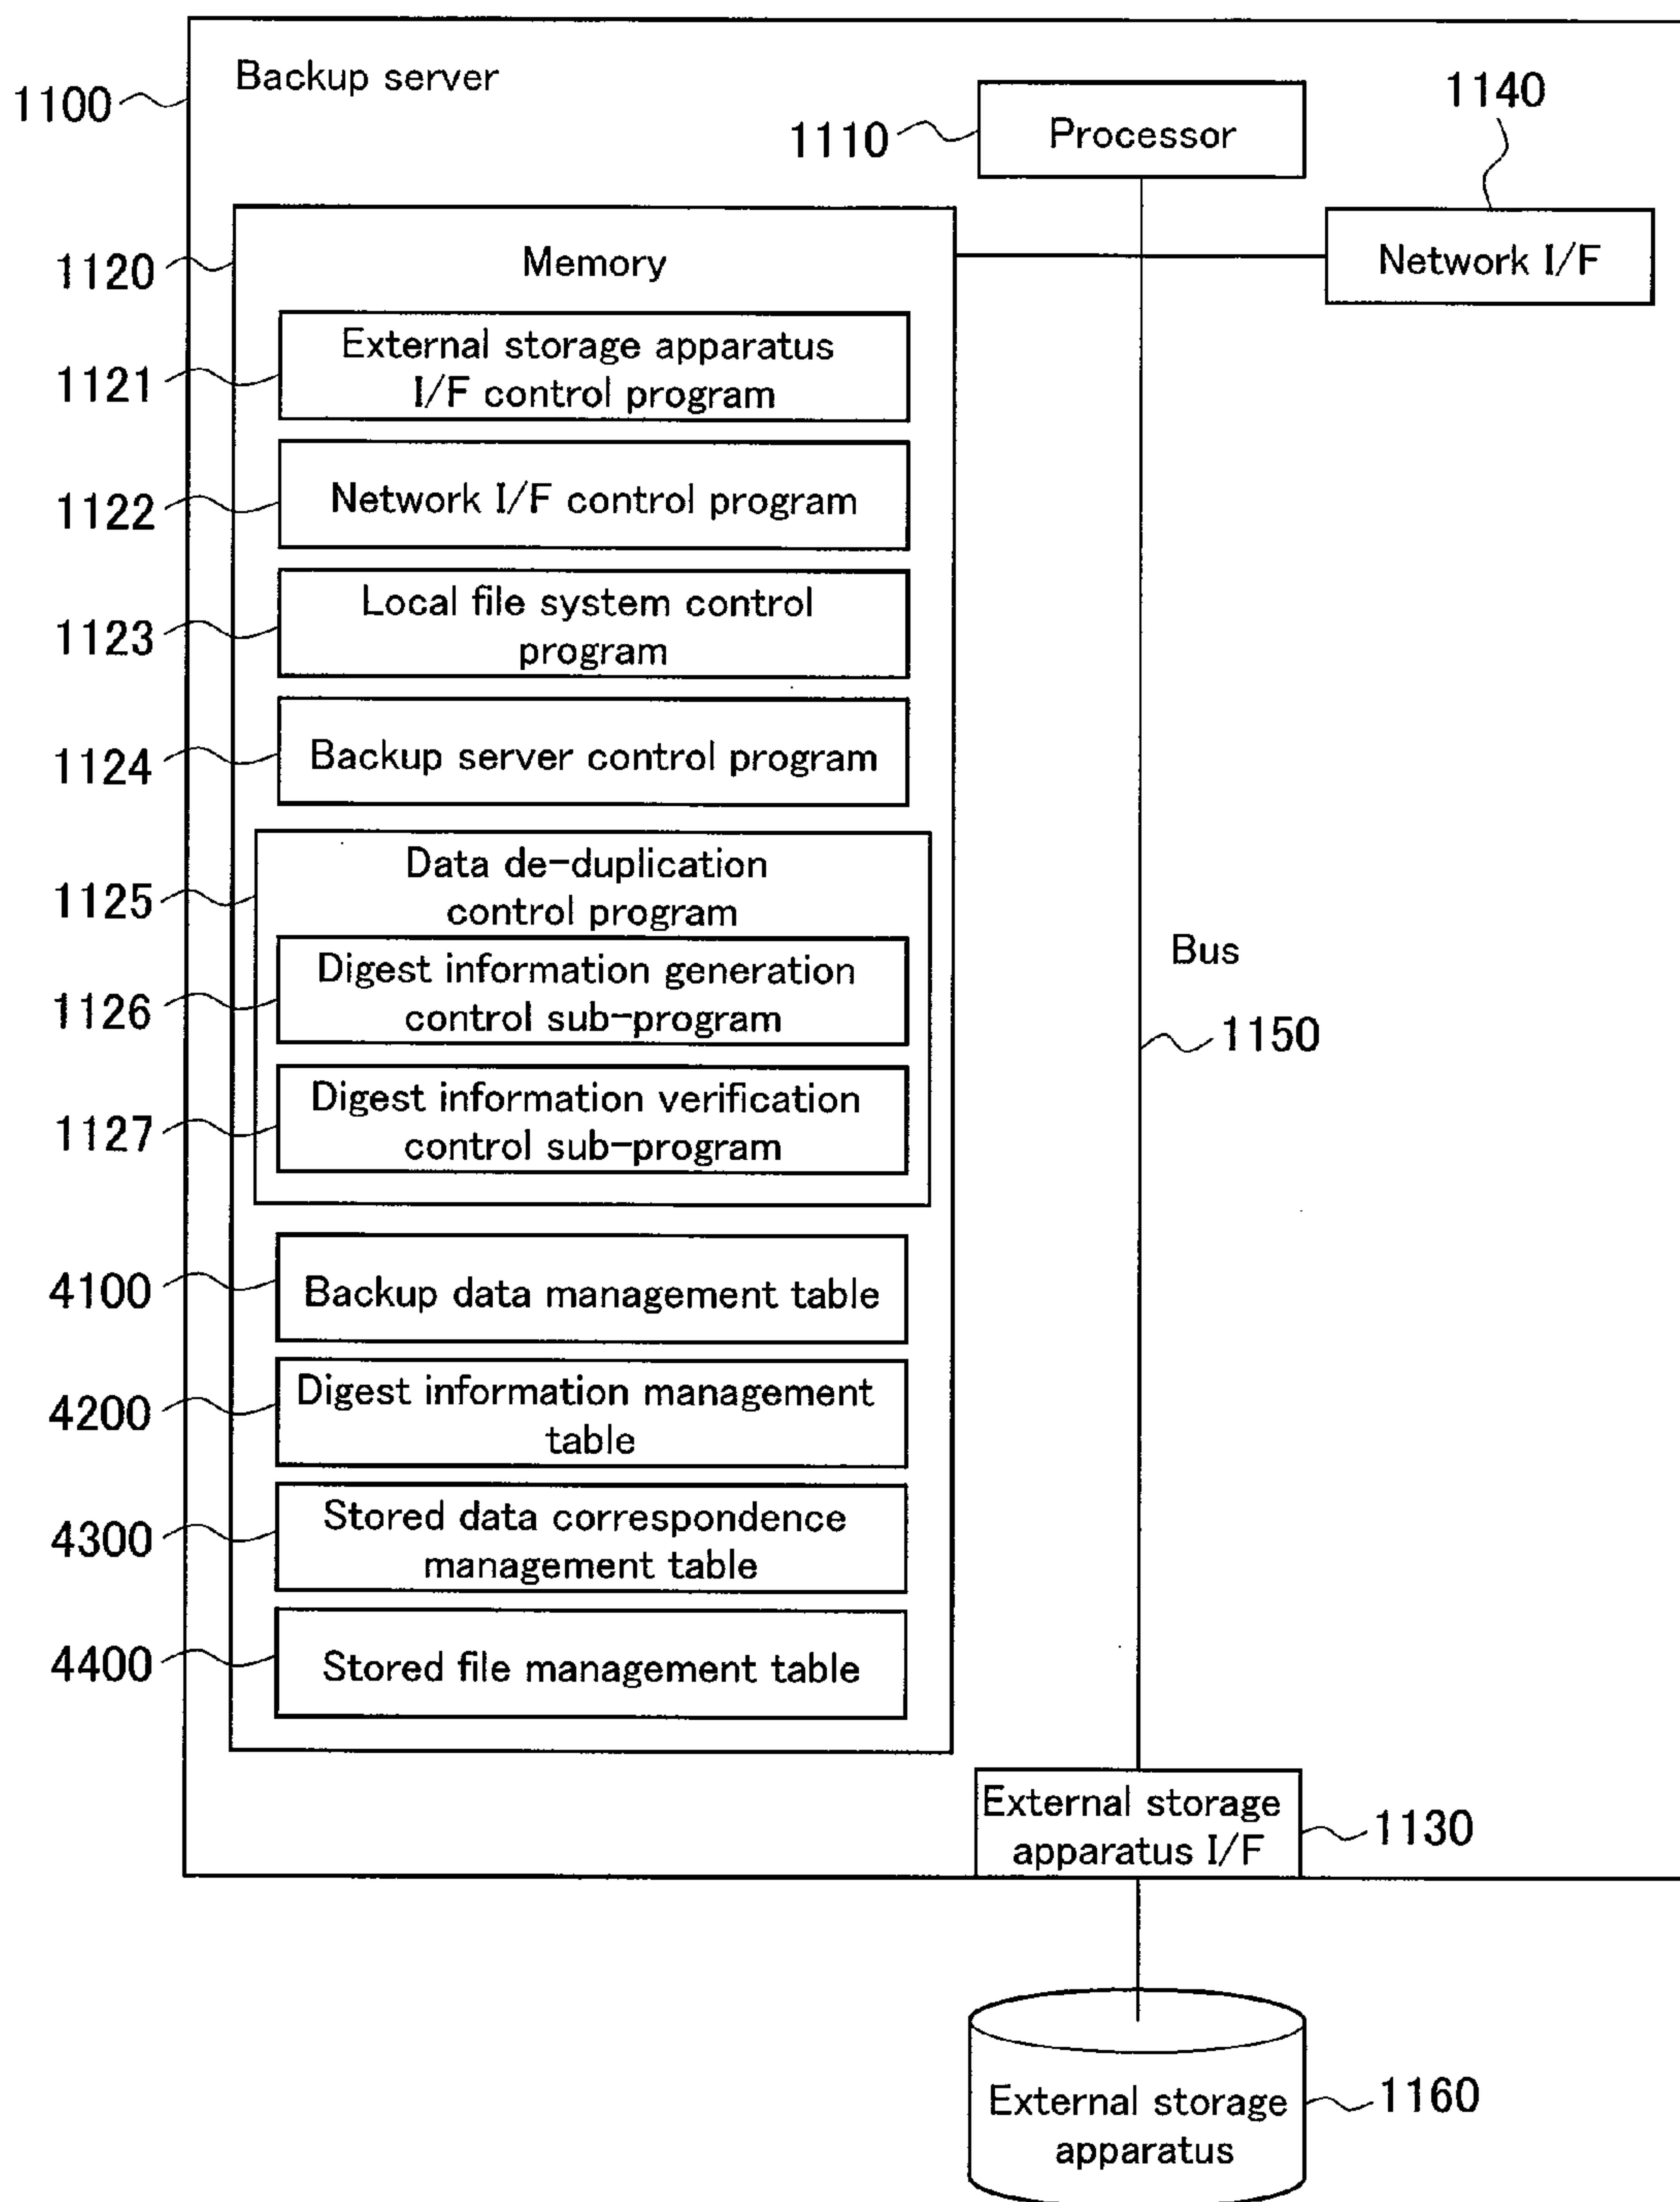 Backup server
1100
1110
Processor
1140
Network I/F
1120
Memory
1121
External storage apparatus
I/F control program
1122
Network I/F control program
1123
Local file system control
program
1124
Backup server control program
1125
Data de-duplication
control program
1126
Digest information generation
control sub-program
1127
Digest information verification
control sub-program
Bus
1150
4100
Backup data management table
4200
Digest information management
table
4300
Stored data correspondence
management table
4400
Stored file management table
External storage
apparatus I/F
1130
External storage
apparatus
1160